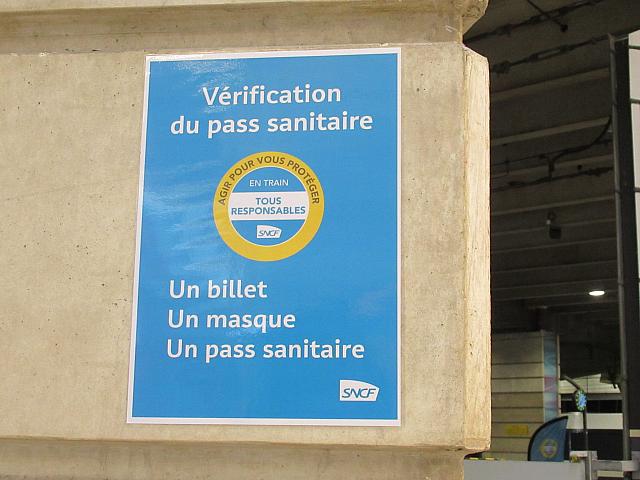 Vérification
du pass sanitaire
AGIR POUR VOUS PROTÉGER
EN TRAIN
TOUS
RESPONSABLES
SNCF
Un billet
Un masque
Un pass sanitaire
SNCF